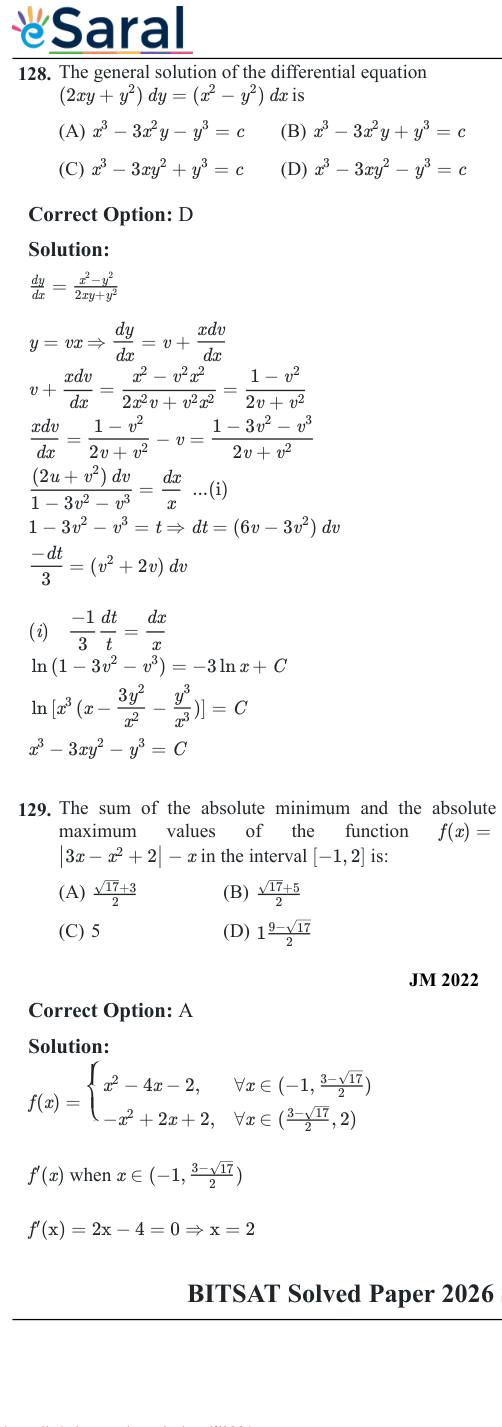 eSaral
128. The general solution of the differential equation
(2xy + y²) dy = (x² − y²) dx is
(A) x³ − 3x²y − y³ = c (B) x³ − 3x²y + y³ = c
(C) x³ − 3xy² + y³ = c (D) x³ − 3xy² − y³ = c
Correct Option: D
Solution:
dy/dx = (x²−y²)/(2xy+y²)
y = vx ⇒ dy/dx = v + xdv/dx
v + xdv/dx = (x² − v²x²)/(2x²v + v²x²) = (1 − v²)/(2v + v²)
xdv/dx = (1 − v²)/(2v + v²) − v = (1 − 3v² − v³)/(2v + v²)
(2u + v²) dv/(1 − 3v² − v³) = dx/x ...(i)
1 − 3v² − v³ = t ⇒ dt = (6v − 3v²) dv
−dt/3 = (v² + 2v) dv
(i) −1/3 dt/t = dx/x
ln (1 − 3v² − v³) = −3 ln x + C
ln [x³ (x − 3y²/x² − y³/x³)] = C
x³ − 3xy² − y³ = C
129. The sum of the absolute minimum and the absolute
maximum values of the function f(x) =
|3x − x² + 2| − x in the interval [−1, 2] is:
(A) (√17+3)/2 (B) (√17+5)/2
(C) 5 (D) 1 (9−√17)/2
JM 2022
Correct Option: A
Solution:
f(x) = { x² − 4x − 2, ∀x ∈ (−1, (3−√17)/2)
−x² + 2x + 2, ∀x ∈ ((3−√17)/2, 2)
f′(x) when x ∈ (−1, (3−√17)/2)
f′(x) = 2x − 4 = 0 ⇒ x = 2
BITSAT Solved Paper 2026